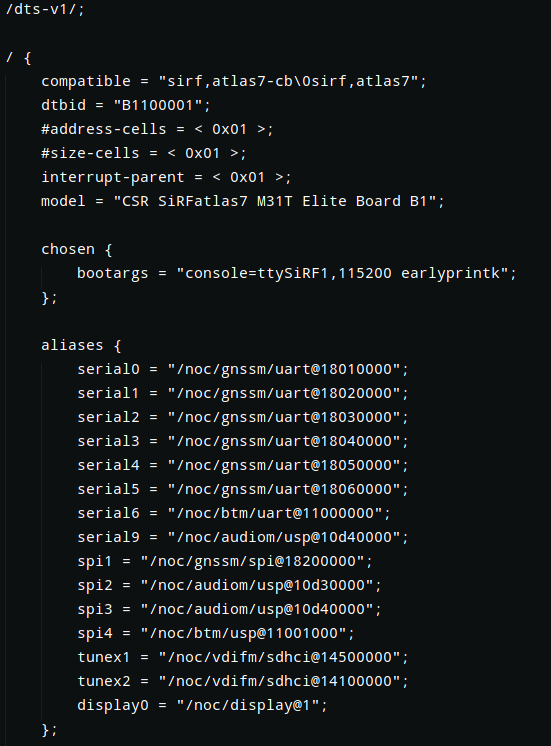 /dts-v1/;
/ {
compatible = "sirf,atlas7-cb\0sirf,atlas7";
dtbid = "B1100001";
#address-cells = < 0x01 >;
#size-cells = < 0x01 >;
interrupt-parent = < 0x01 >;
model = "CSR SiRFatlas7 M31T Elite Board B1";
chosen {
bootargs = "console=ttySiRF1,115200 earlyprintk";
};
aliases {
serial0 = "/noc/gnssm/uart@18010000";
serial1 = "/noc/gnssm/uart@18020000";
serial2 = "/noc/gnssm/uart@18030000";
serial3 = "/noc/gnssm/uart@18040000";
serial4 = "/noc/gnssm/uart@18050000";
serial5 = "/noc/gnssm/uart@18060000";
serial6 = "/noc/btm/uart@11000000";
serial9 = "/noc/audiom/usp@10d40000";
spi1 = "/noc/gnssm/spi@18200000";
spi2 = "/noc/audiom/usp@10d30000";
spi3 = "/noc/audiom/usp@10d40000";
spi4 = "/noc/btm/usp@11001000";
tunex1 = "/noc/vdifm/sdhci@14500000";
tunex2 = "/noc/vdifm/sdhci@14100000";
display0 = "/noc/display@1";
};